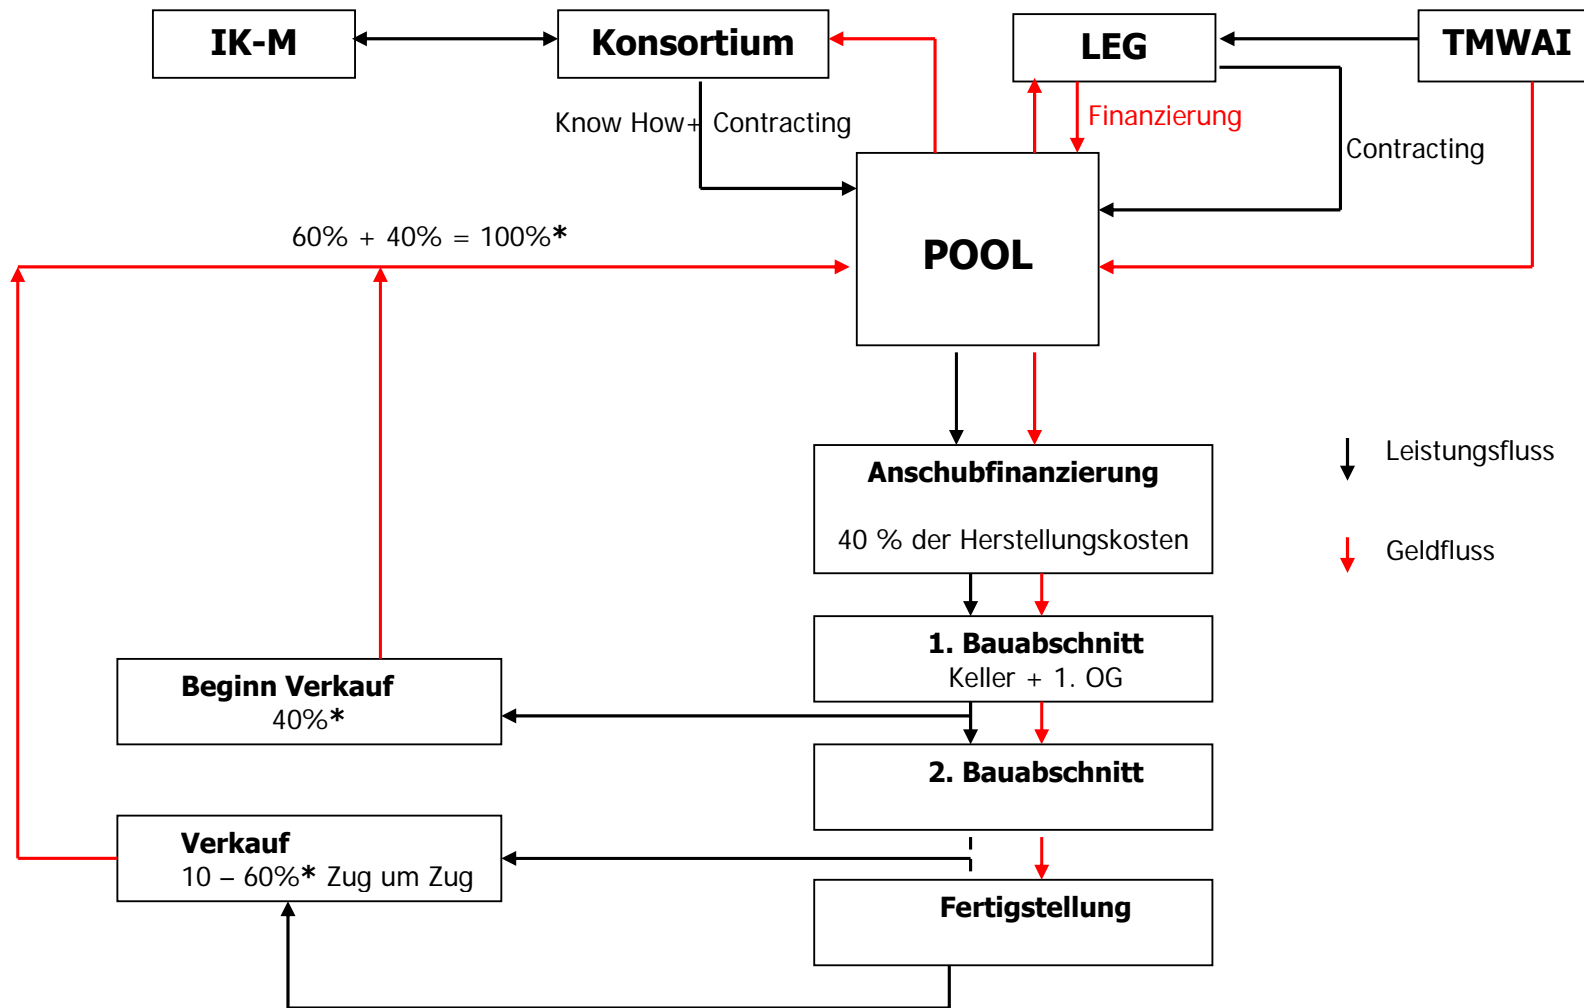 IK-M
Konsortium
LEG
TMWAI
Know How+ Contracting
Finanzierung
Contracting
60% + 40% = 100%*
POOL
Anschubfinanzierung
40 % der Herstellungskosten
Leistungsfluss
Geldfluss
1. Bauabschnitt
Keller + 1. OG
Beginn Verkauf
40%*
2. Bauabschnitt
Verkauf
10 – 60%* Zug um Zug
Fertigstellung